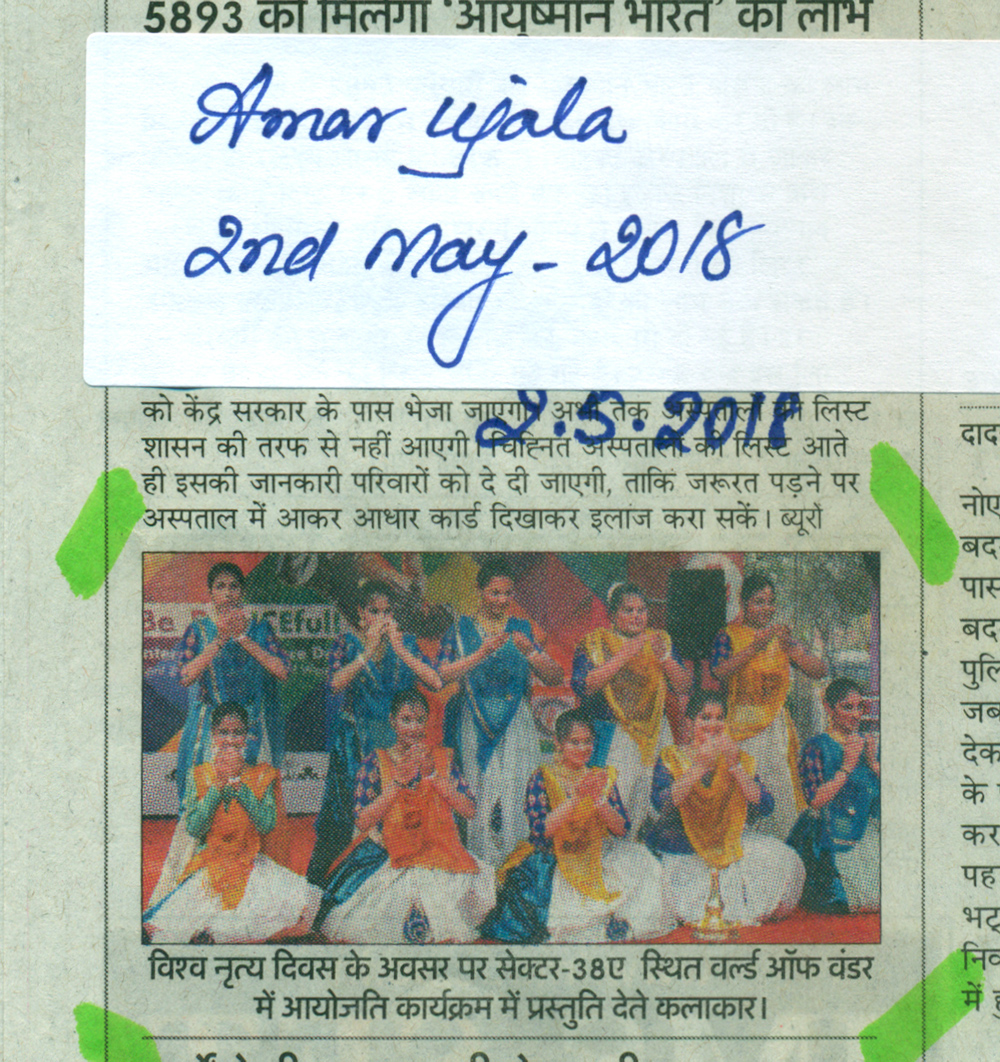 5893 को मिलेगा 'आयुष्मान भारत' का लाभ
Amar Ujala
2nd May - 2018
2.5.2018
को केंद्र सरकार के पास भेजा जाएगा। अभी तक अस्पतालों की लिस्ट
शासन की तरफ से नहीं आएगी। चिह्नित अस्पतालों की लिस्ट आते
ही इसकी जानकारी परिवारों को दे दी जाएगी, ताकि जरूरत पड़ने पर
अस्पताल में आकर आधार कार्ड दिखाकर इलाज करा सकें। ब्यूरो
Be
CEfull
विश्व नृत्य दिवस के अवसर पर सेक्टर-38ए स्थित वर्ल्ड ऑफ वंडर
में आयोजति कार्यक्रम में प्रस्तुति देते कलाकार।
दाद
नोए
बद
पास
बद
पुलि
जब
देक
के
कर
पह
भट्
में